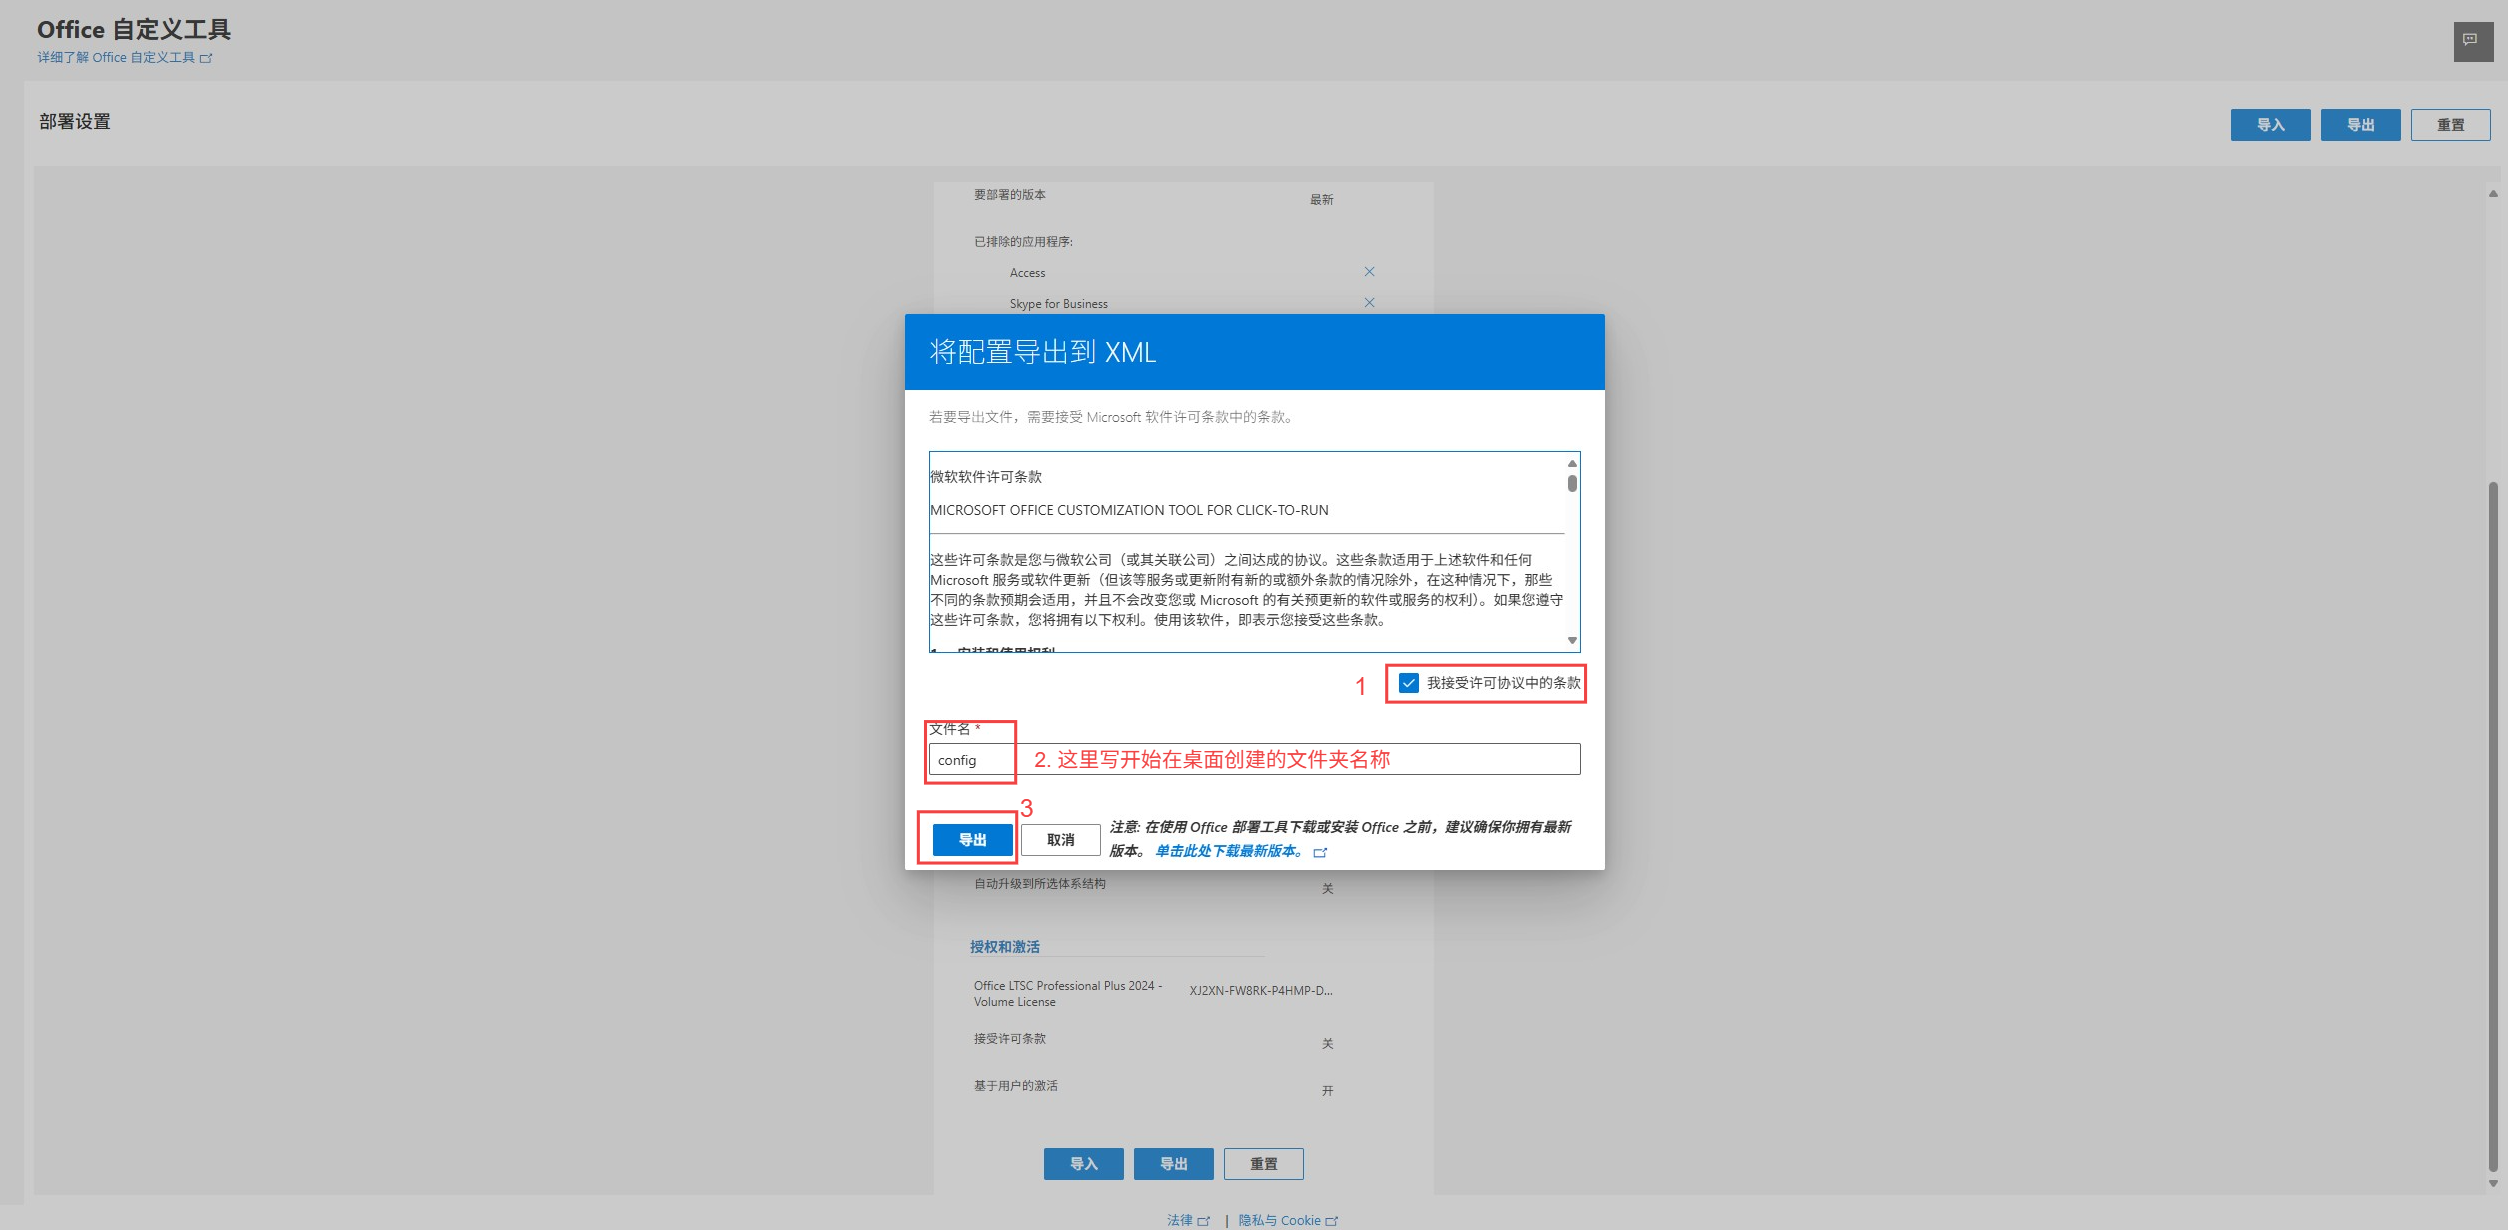 Office 自定义工具
详细了解 Office 自定义工具
部署设置
导入
导出
重置
要部署的版本
最新
已排除的应用程序:
Access
Skype for Business
将配置导出到 XML
若要导出文件，需要接受 Microsoft 软件许可条款中的条款。
微软软件许可条款
MICROSOFT OFFICE CUSTOMIZATION TOOL FOR CLICK-TO-RUN
这些许可条款是您与微软公司（或其关联公司）之间达成的协议。这些条款适用于上述软件和任何
Microsoft 服务或软件更新（但该等服务或更新附有新的或额外条款的情况除外，在这种情况下，那些
不同的条款预期会适用，并且不会改变您或 Microsoft 的有关预更新的软件或服务的权利）。如果您遵守
这些许可条款，您将拥有以下权利。使用该软件，即表示您接受这些条款。
1. 安装和使用权利
1
我接受许可协议中的条款
文件名 *
config
2. 这里写开始在桌面创建的文件夹名称
3
导出
取消
注意: 在使用 Office 部署工具下载或安装 Office 之前，建议确保你拥有最新
版本。 单击此处下载最新版本。
自动升级到所选体系结构
关
授权和激活
Office LTSC Professional Plus 2024 -
Volume License
XJ2XN-FW8RK-P4HMP-D...
接受许可条款
关
基于用户的激活
开
导入
导出
重置
法律 | 隐私与 Cookie